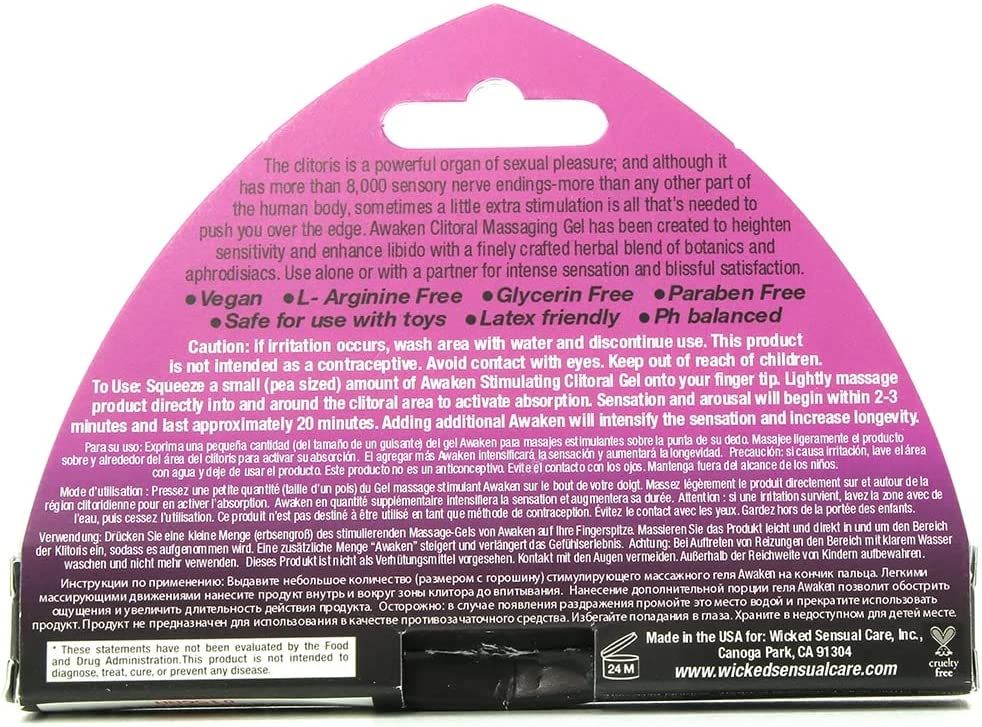 The clitoris is a powerful organ of sexual pleasure; and although it
has more than 8,000 sensory nerve endings-more than any other part of
the human body, sometimes a little extra stimulation is all that's needed to
push you over the edge. Awaken Clitoral Massaging Gel has been created to heighten
sensitivity and enhance libido with a finely crafted herbal blend of botanics and
aphrodisiacs. Use alone or with a partner for intense sensation and blissful satisfaction.
•Vegan •L- Arginine Free •Glycerin Free •Paraben Free
•Safe for use with toys •Latex friendly •Ph balanced
Caution: if irritation occurs, wash area with water and discontinue use. This product
is not intended as a contraceptive. Avoid contact with eyes. Keep out of reach of children.
To Use: Squeeze a small (pea sized) amount of Awaken Stimulating Clitoral Gel onto your finger tip. Lightly massage
product directly into and around the clitoral area to activate absorption. Sensation and arousal will begin within 2-3
minutes and last approximately 20 minutes. Adding additional Awaken will intensify the sensation and increase longevity.
Para su uso: Exprima una pequeña cantidad (del tamaño de un guisante) del gel Awaken para masajes estimulantes sobre la punta de su dedo. Masajee ligeramente el producto
sobre y alrededor del área del clítoris para activar su absorción. El agregar más Awaken intensificará la sensación y aumentará la longevidad. Precaución: si causa irritación, lave el área
con agua y deje de usar el producto. Este producto no es un anticonceptivo. Evite el contacto con los ojos. Mantenga fuera del alcance de los niños.
Mode d'utilisation : Pressez une petite quantité (taille d'un pois) du Gel massage stimulant Awaken sur le bout de votre doigt. Massez légèrement le produit directement sur et autour de la
région clitoridienne pour en activer l'absorption. Awaken en quantité supplémentaire intensifiera la sensation et augmentera sa durée. Attention : si une irritation survient, lavez la zone avec de
l'eau, puis cessez l'utilisation. Ce produit n'est pas destiné à être utilisé en tant que méthode de contraception. Évitez le contact avec les yeux. Gardez hors de la portée des enfants.
Verwendung: Drücken Sie eine kleine Menge (erbsengroß) des stimulierenden Massage-Gels von Awaken auf Ihre Fingerspitze. Massieren Sie das Produkt leicht und direkt in und um den Bereich
der Klitoris ein, sodass es aufgenommen wird. Eine zusätzliche Menge "Awaken" steigert und verlängert das Gefühlserlebnis. Achtung: Bei Auftreten von Reizungen den Bereich mit klarem Wasser
waschen und nicht mehr verwenden. Dieses Produkt ist nicht als Verhütungsmittel vorgesehen. Kontakt mit den Augen vermeiden. Außerhalb der Reichweite von Kindern aufbewahren.
Инструкции по применению: Выдавите небольшое количество (размером с горошину) стимулирующего массажного геля Awaken на кончик пальца. Легкими
массирующими движениями нанесите продукт внутрь и вокруг зоны клитора до впитывания. Нанесение дополнительной порции геля Awaken позволит обострить
ощущения и увеличить длительность действия продукта. Осторожно: в случае появления раздражения промойте это место водой и прекратите использовать
продукт. Продукт не предназначен для использования в качестве противозачаточного средства. Избегайте попадания в глаза. Хранить в недоступном для детей месте.
* These statements have not been evaluated by the Food
and Drug Administration.This product is not intended to
diagnose, treat, cure, or prevent any disease.
24 M
Made in the USA for: Wicked Sensual Care, Inc.,
Canoga Park, CA 91304
www.wickedsensualcare.com
cruelty
free